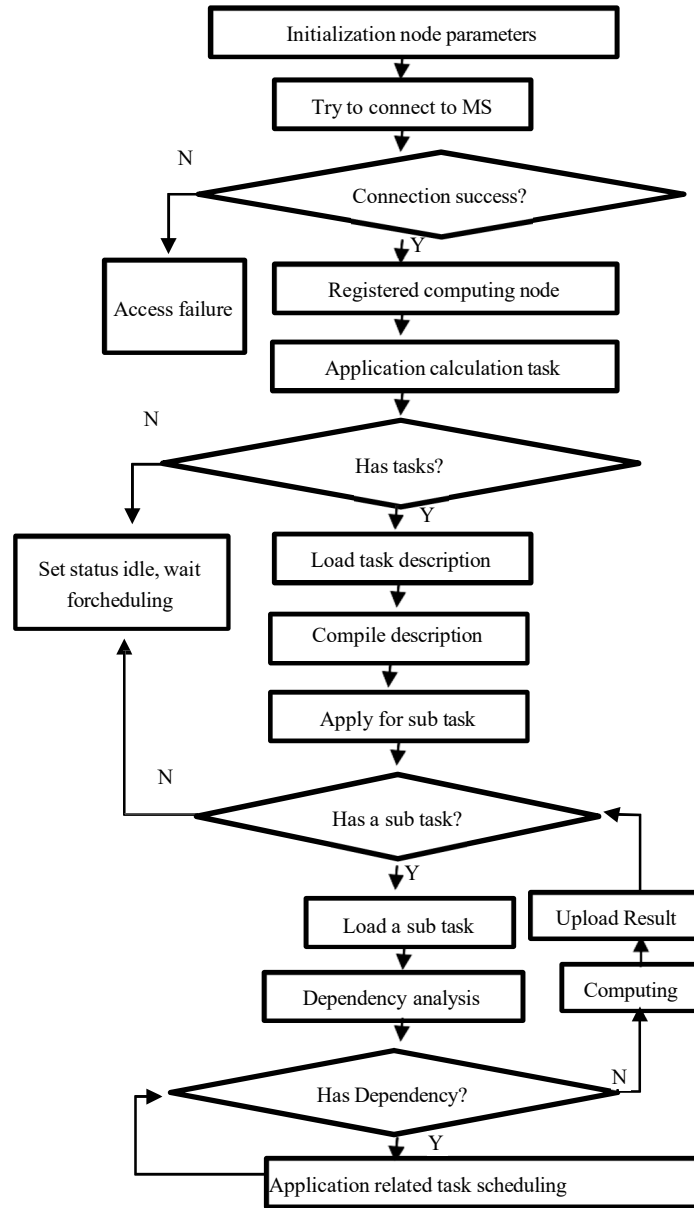 Initialization node parameters
Try to connect to MS
N
Connection success?
Y
Access failure
Registered computing node
Application calculation task
N
Has tasks?
Y
Set status idle, wait
forcheduling
Load task description
Compile description
Apply for sub task
N
Has a sub task?
Y
Load a sub task
Upload Result
Dependency analysis
Computing
Has Dependency?
N
Y
Application related task scheduling